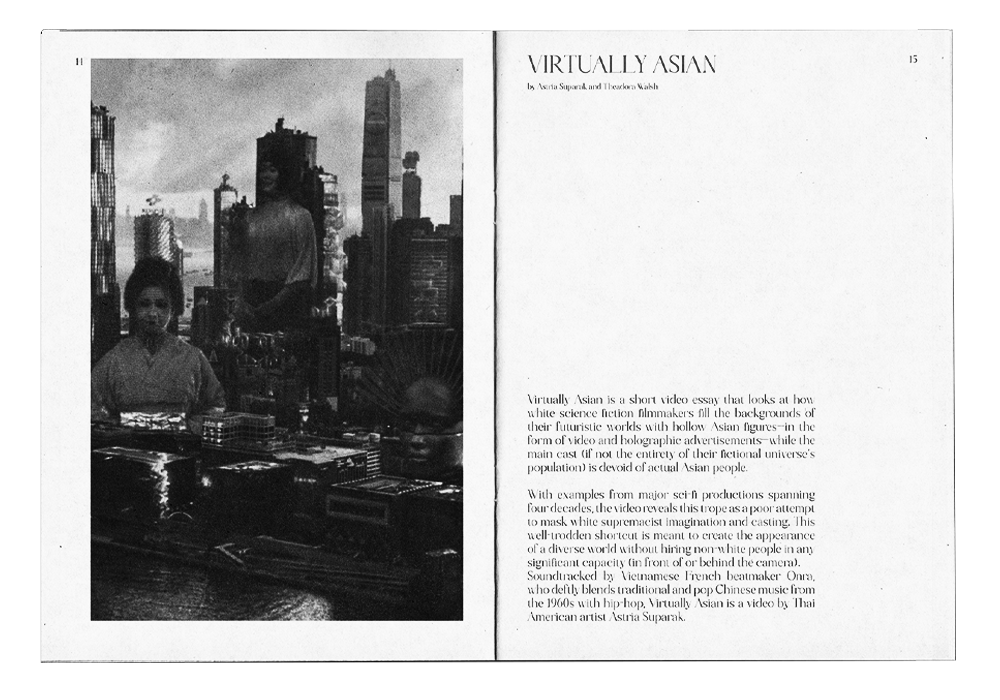 14
VIRTUALLY ASIAN
15
by Astria Suparak and Theadora Walsh
Virtually Asian is a short video essay that looks at how
white science fiction filmmakers fill the backgrounds of
their futuristic worlds with hollow Asian figures—in the
form of video and holographic advertisements—while the
main cast (if not the entirety of their fictional universe's
population) is devoid of actual Asian people.
With examples from major sci-fi productions spanning
four decades, the video reveals this trope as a poor attempt
to mask white supremacist imagination and casting. This
well-trodden shortcut is meant to create the appearance
of a diverse world without hiring non-white people in any
significant capacity (in front of or behind the camera).
Soundtracked by Vietnamese French beatmaker Onra,
who deftly blends traditional and pop Chinese music from
the 1960s with hip-hop, Virtually Asian is a video by Thai
American artist Astria Suparak.